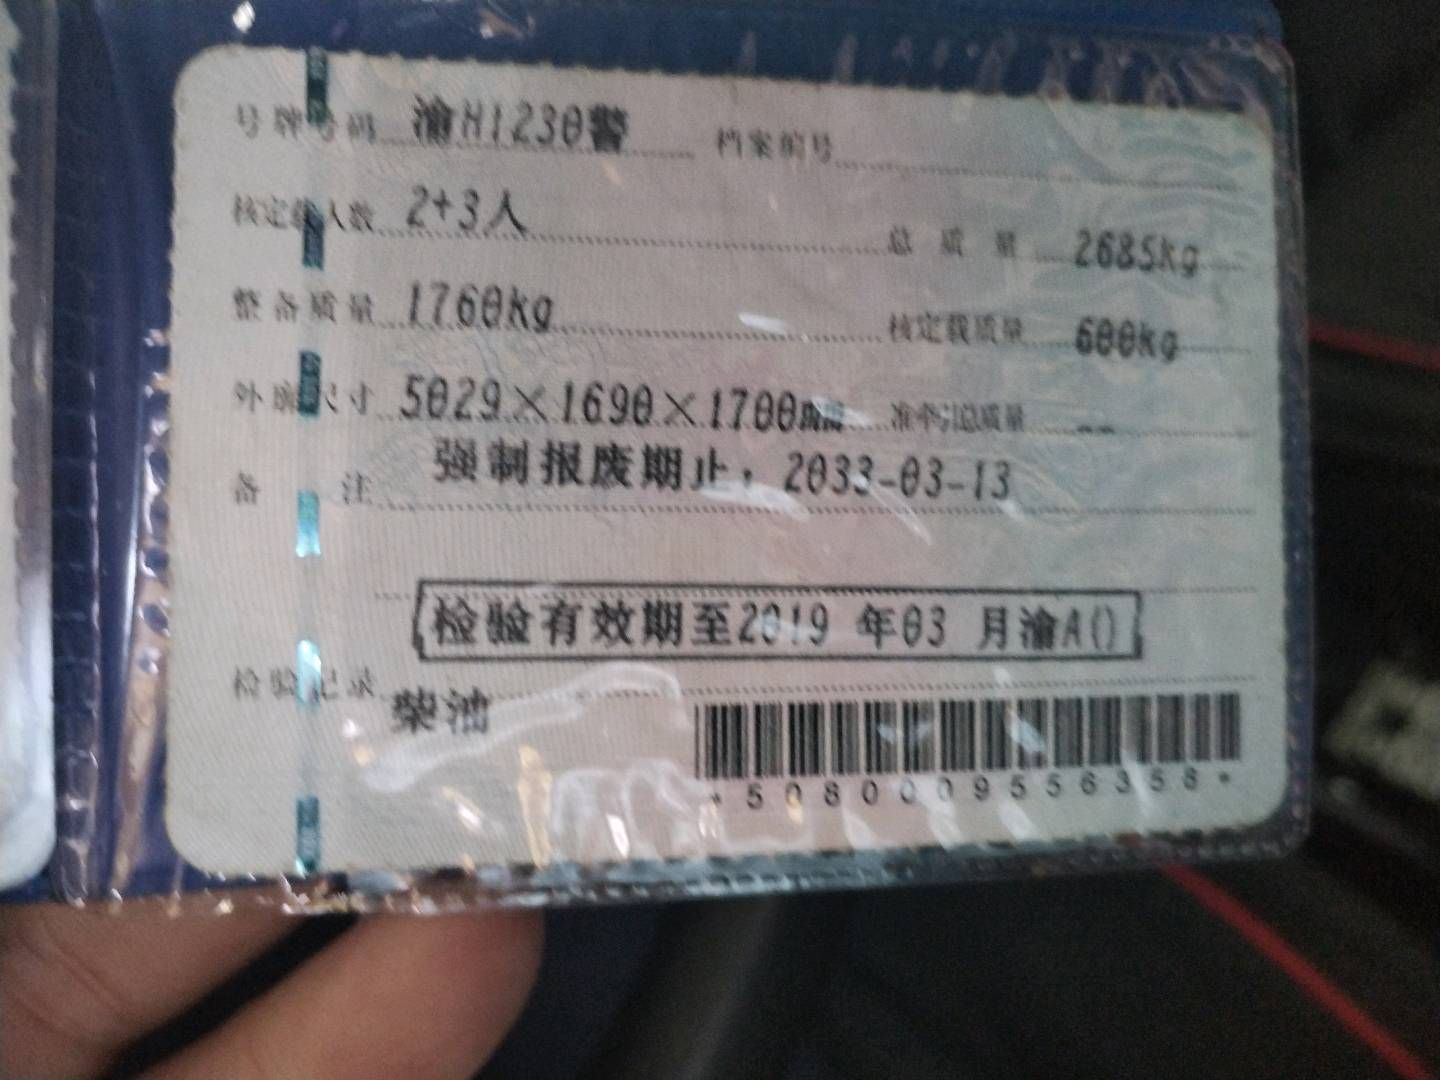 号牌号码 渝H1230警 档案编号
核定载人数 2+3人 总质量 2685kg
整备质量 1760kg 核定载质量 600kg
外廓尺寸 5029×1690×1700mm 准牵引总质量 --
备注 强制报废期止：2033-03-13
检验有效期至2019年03月渝A()
检验记录 柴油
*5080009556358*